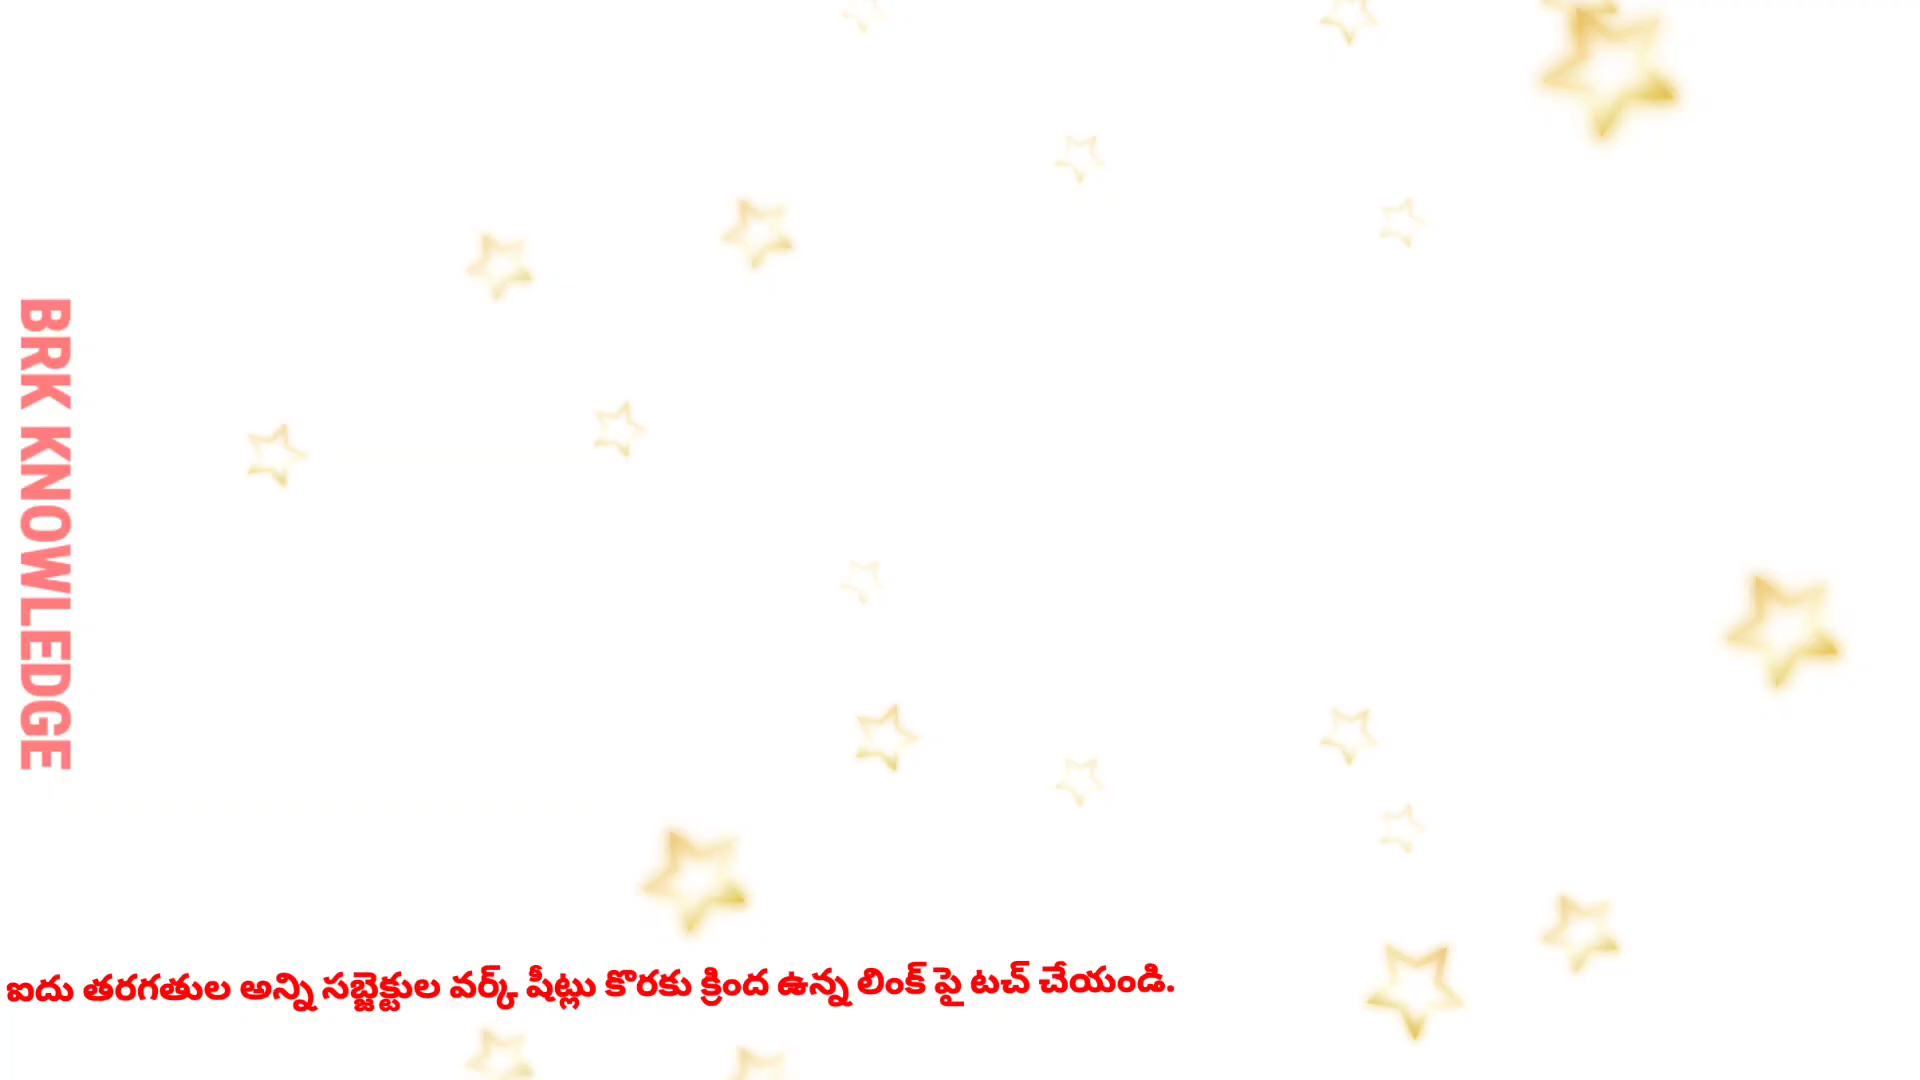 BRK KNOWLEDGE
ఐదు తరగతుల అన్ని సబ్జెక్టుల వర్క్ షీట్లు కొరకు క్రింద ఉన్న లింక్ పై టచ్ చేయండి.